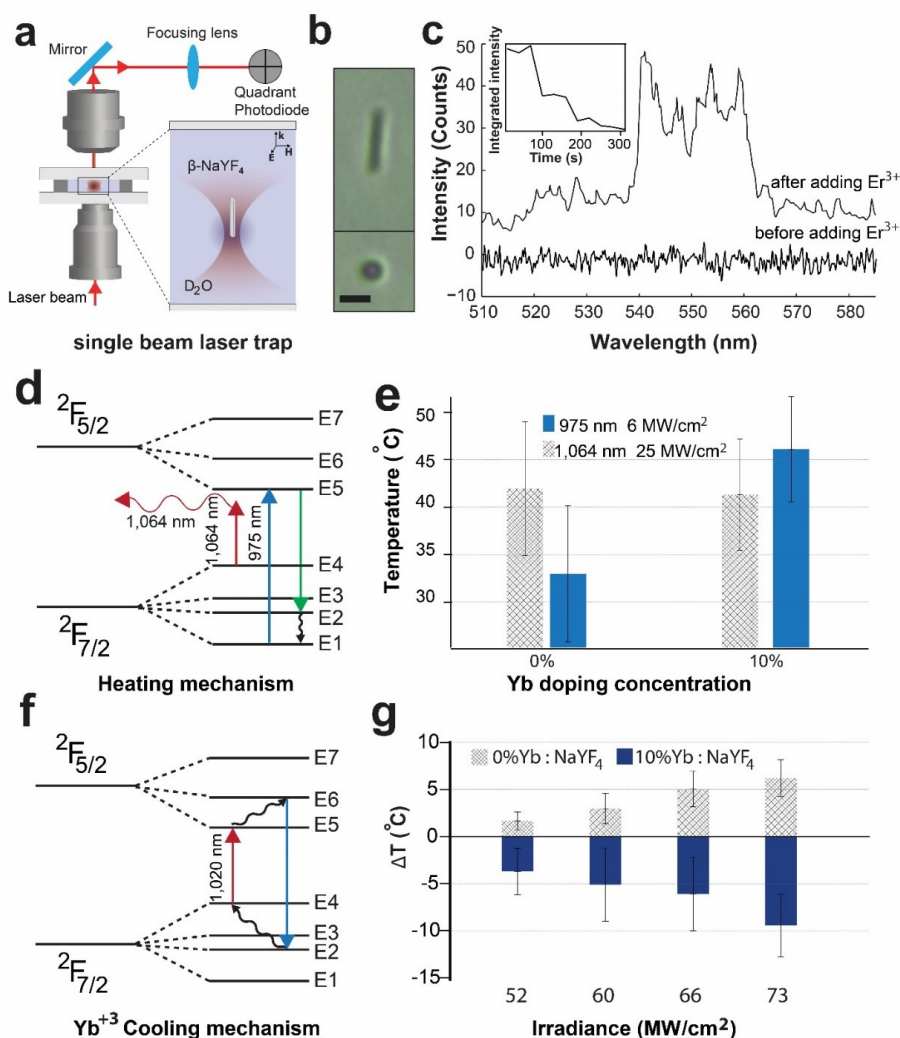 a
Mirror
Focusing lens
Quadrant
Photodiode
β-NaYF₄
E
k
H
D₂O
Laser beam
single beam laser trap
b
c
Intensity (Counts)
50
40
30
20
10
0
−10
Integrated intensity
100 200 300
Time (s)
after adding Er³⁺
before adding Er³⁺
510 520 530 540 550 560 570 580
Wavelength (nm)
d
²F₅/₂
E7
E6
E5
1,064 nm
1,064 nm
975 nm
E4
E3
E2
E1
²F₇/₂
Heating mechanism
e
Temperature (°C)
50
45
40
35
30
975 nm 6 MW/cm²
1,064 nm 25 MW/cm²
0% 10%
Yb doping concentration
f
²F₅/₂
E7
E6
E5
1,020 nm
E4
E3
E2
E1
²F₇/₂
Yb⁺³ Cooling mechanism
g
ΔT (°C)
10
5
0
-5
-10
-15
0%Yb : NaYF₄ 10%Yb : NaYF₄
52 60 66 73
Irradiance (MW/cm²)